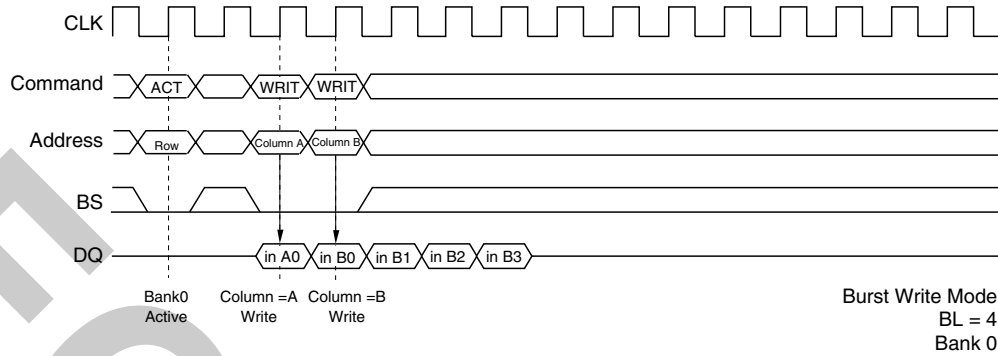 CLK
Command ACT WRIT WRIT
Address Row Column A Column B
BS
DQ in A0 in B0 in B1 in B2 in B3
Bank0 Column =A Column =B
Active Write Write
Burst Write Mode
BL = 4
Bank 0